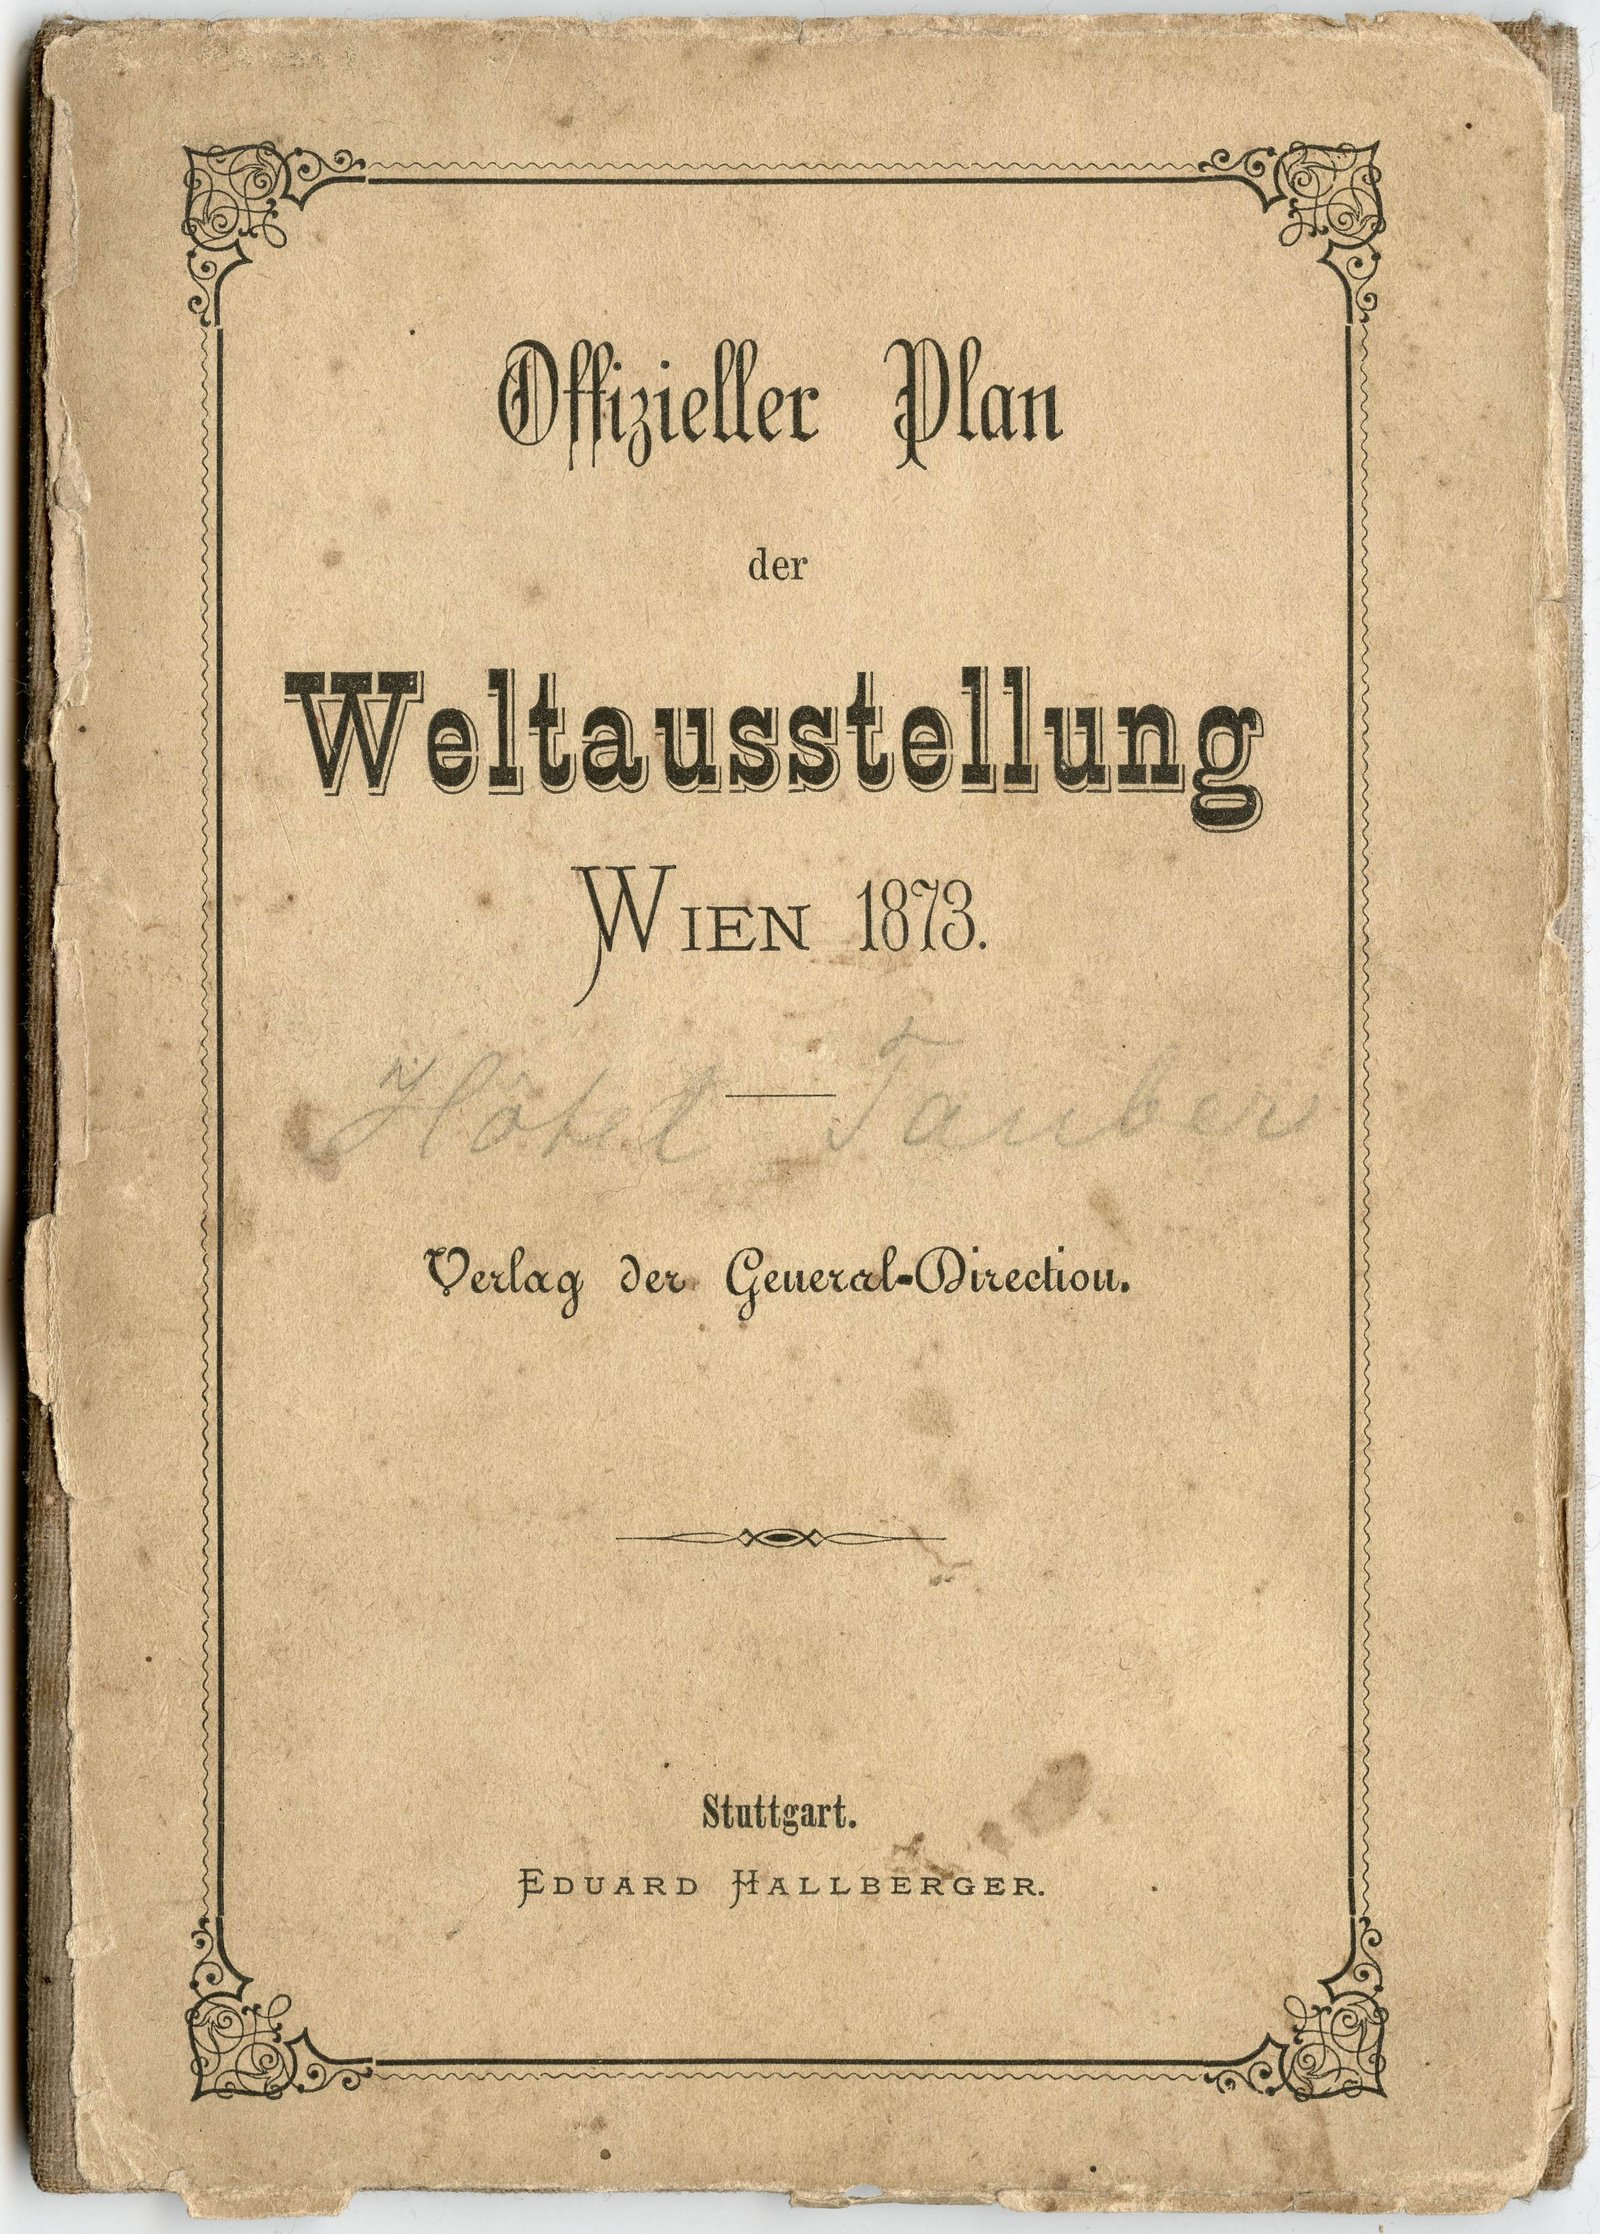 Offizieller Plan
der
Weltausstellung
WIEN 1873.
Hôtel Tauber
Verlag der General-Direction.
Stuttgart.
EDUARD HALLBERGER.